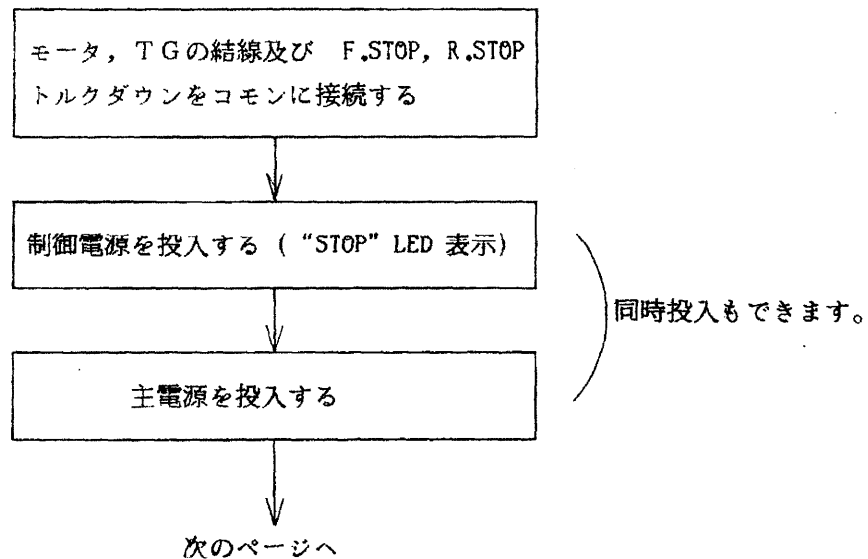 モータ，ＴＧの結線及び F.STOP, R.STOP
トルクダウンをコモンに接続する
制御電源を投入する ( “STOP” LED 表示)
同時投入もできます。
主電源を投入する
次のページへ